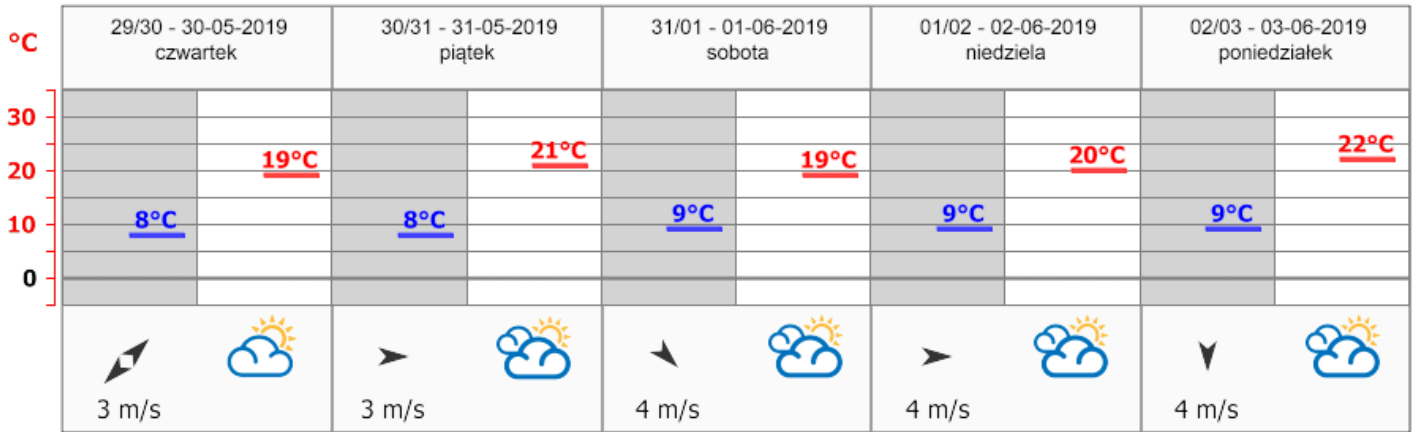 °C
29/30 - 30-05-2019
czwartek
30/31 - 31-05-2019
piątek
31/01 - 01-06-2019
sobota
01/02 - 02-06-2019
niedziela
02/03 - 03-06-2019
poniedziałek
30
20
10
0
8°C
19°C
8°C
21°C
9°C
19°C
9°C
20°C
9°C
22°C
3 m/s
3 m/s
4 m/s
4 m/s
4 m/s